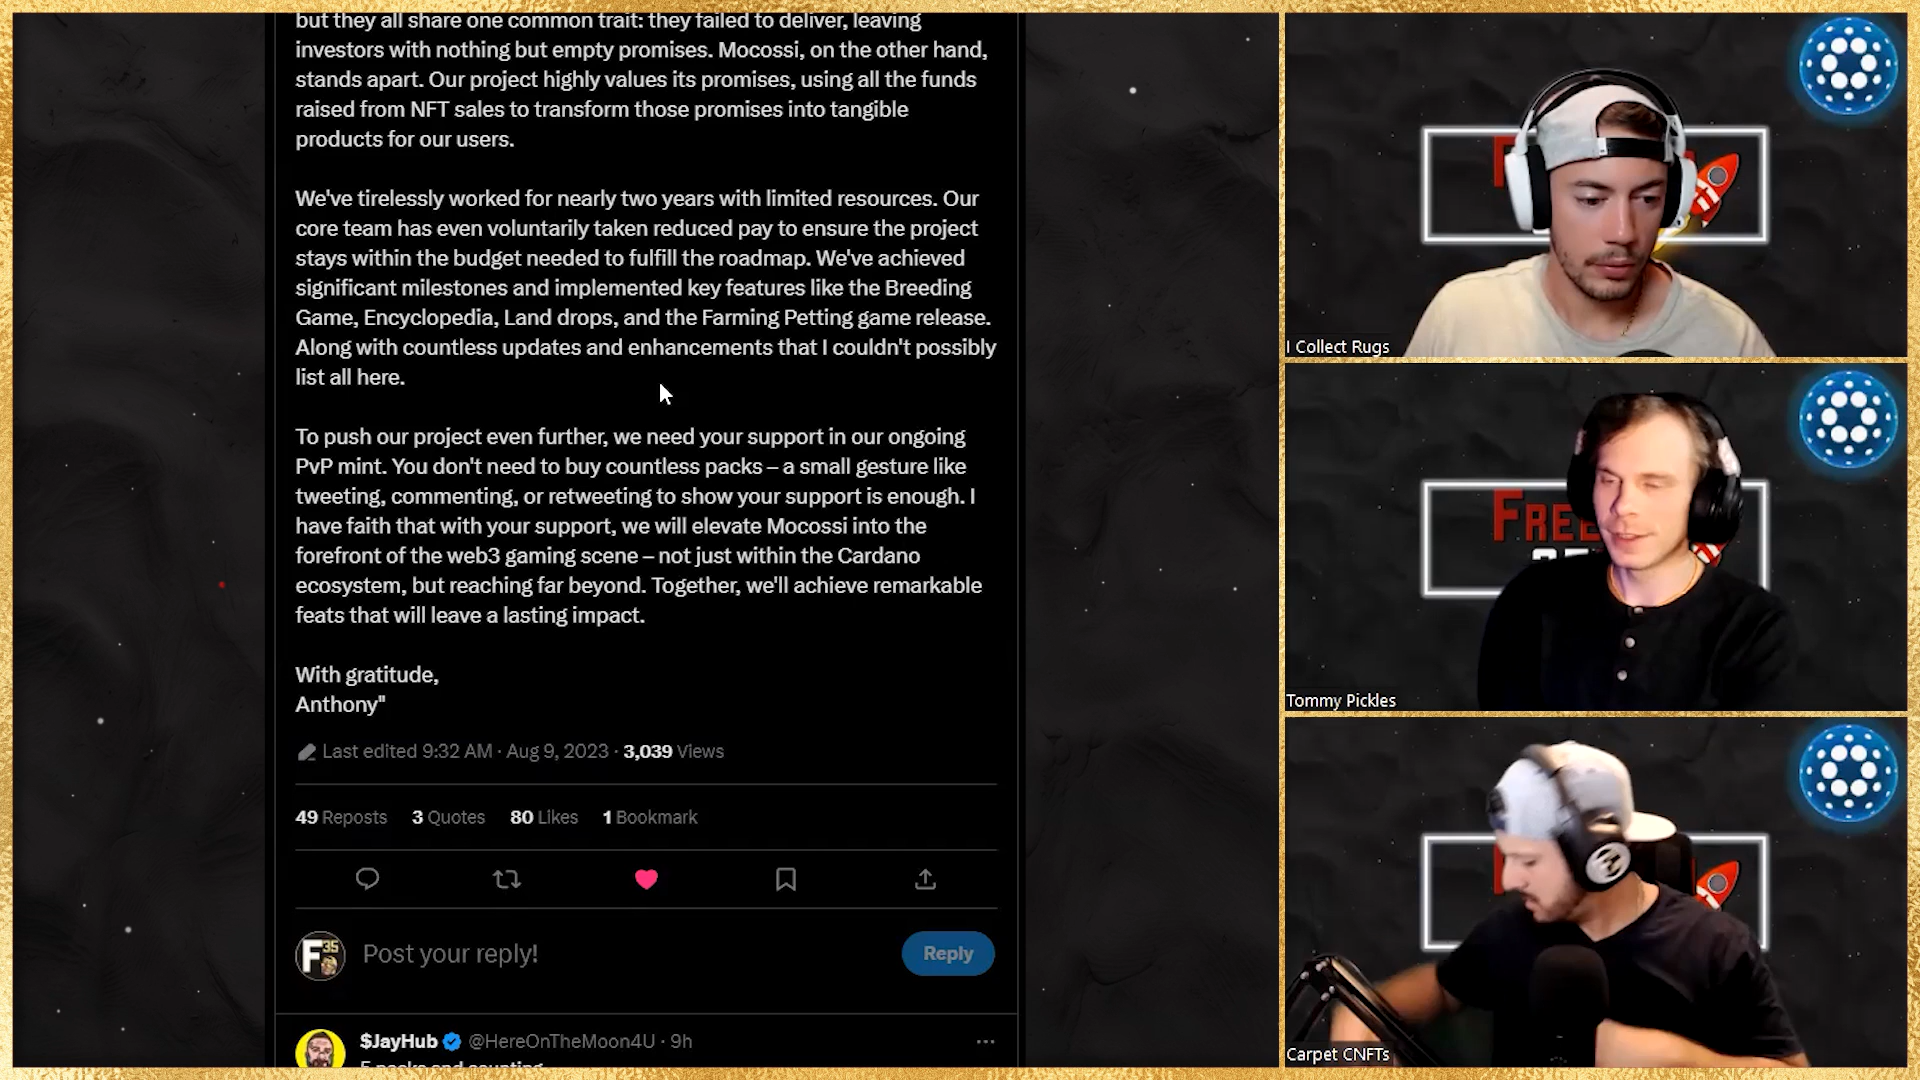 but they all share one common trait: they failed to deliver, leaving
investors with nothing but empty promises. Mocossi, on the other hand,
stands apart. Our project highly values its promises, using all the funds
raised from NFT sales to transform those promises into tangible
products for our users.
We've tirelessly worked for nearly two years with limited resources. Our
core team has even voluntarily taken reduced pay to ensure the project
stays within the budget needed to fulfill the roadmap. We've achieved
significant milestones and implemented key features like the Breeding
Game, Encyclopedia, Land drops, and the Farming Petting game release.
Along with countless updates and enhancements that I couldn't possibly
list all here.
To push our project even further, we need your support in our ongoing
PvP mint. You don't need to buy countless packs – a small gesture like
tweeting, commenting, or retweeting to show your support is enough. I
have faith that with your support, we will elevate Mocossi into the
forefront of the web3 gaming scene – not just within the Cardano
ecosystem, but reaching far beyond. Together, we'll achieve remarkable
feats that will leave a lasting impact.
With gratitude,
Anthony"
Last edited 9:32 AM · Aug 9, 2023 · 3,039 Views
49 Reposts 3 Quotes 80 Likes 1 Bookmark
F35
Post your reply!
Reply
$JayHub @HereOnTheMoon4U · 9h
5 packs and counting
I Collect Rugs
FREE
Tommy Pickles
Carpet CNFTs